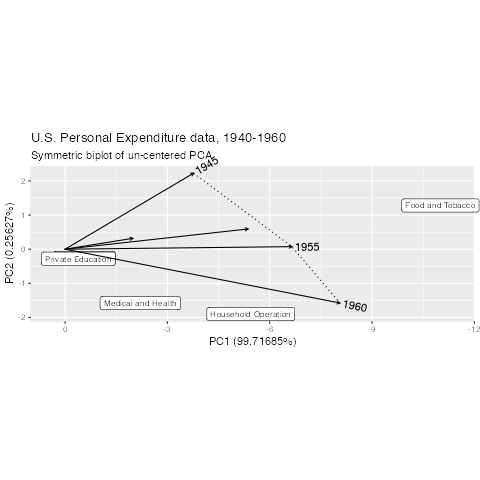 U.S. Personal Expenditure data, 1940-1960
Symmetric biplot of un-centered PCA
1945
2
Food and Tobacco
1
0
1955
Private Education
-1
Medical and Health
1960
Household Operation
-2
0
-3
-6
-9
-12
PC1 (99.71685%)
PC2 (0.25627%)